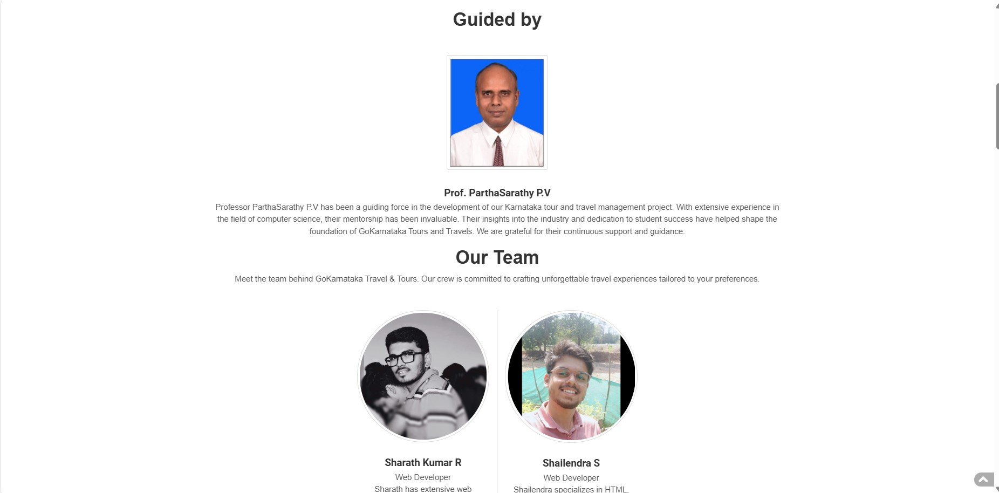 Guided by
Prof. ParthaSarathy P.V
Professor ParthaSarathy P.V has been a guiding force in the development of our Karnataka tour and travel management project. With extensive experience in
the field of computer science, their mentorship has been invaluable. Their insights into the industry and dedication to student success have helped shape the
foundation of GoKarnataka Tours and Travels. We are grateful for their continuous support and guidance.
Our Team
Meet the team behind GoKarnataka Travel & Tours. Our crew is committed to crafting unforgettable travel experiences tailored to your preferences.
Sharath Kumar R
Web Developer
Sharath has extensive web
Shailendra S
Web Developer
Shailendra specializes in HTML,